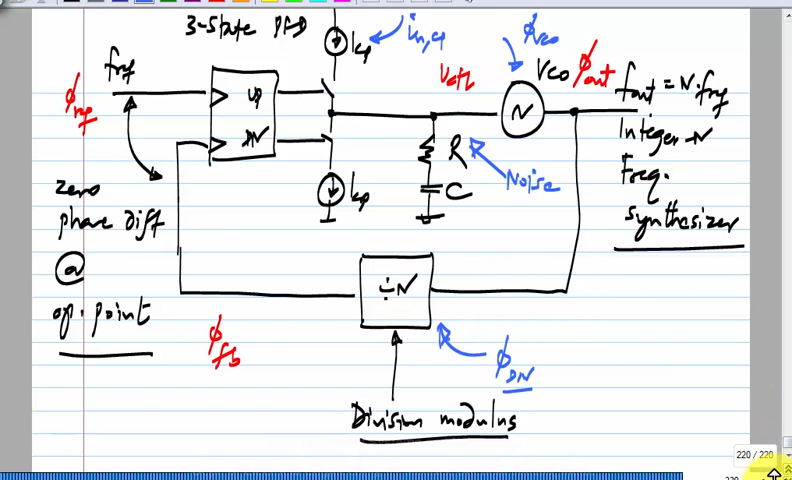 3-State PFD
Icp
in,cp
ϕvco
fref
ϕref
UP
DN
Vctl
VCO
ϕout
fout = N·fref
Integer-N
Freq.
synthesizer
R
C
Noise
Icp
zero
phase diff
@
op. point
÷N
ϕfb
ϕDN
Division modulus
220 / 220